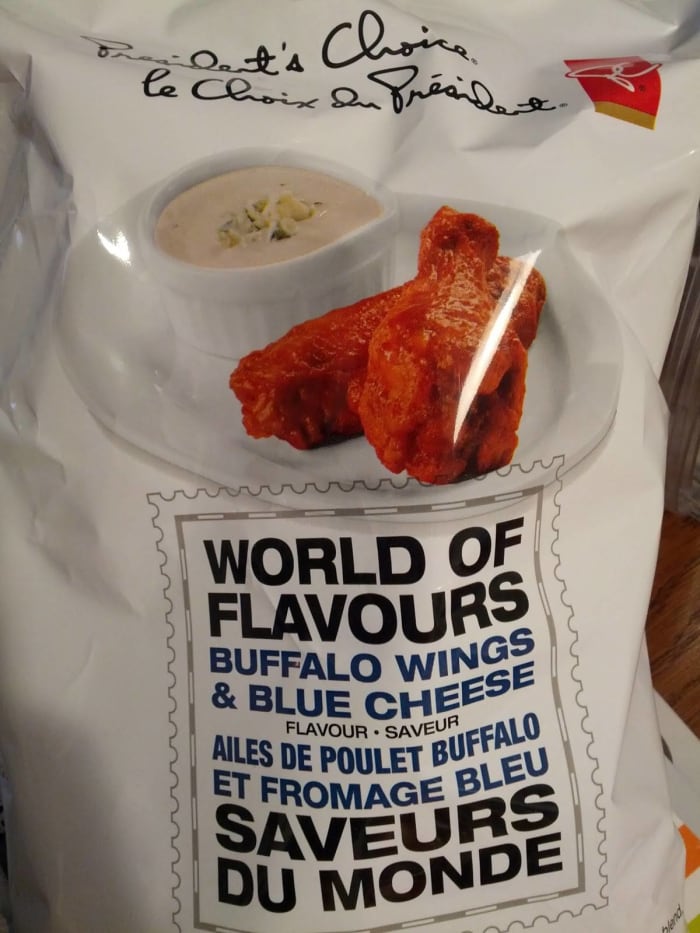 President's Choice
le Choix du Président
WORLD OF
FLAVOURS
BUFFALO WINGS
& BLUE CHEESE
FLAVOUR • SAVEUR
AILES DE POULET BUFFALO
ET FROMAGE BLEU
SAVEURS
DU MONDE
blend.